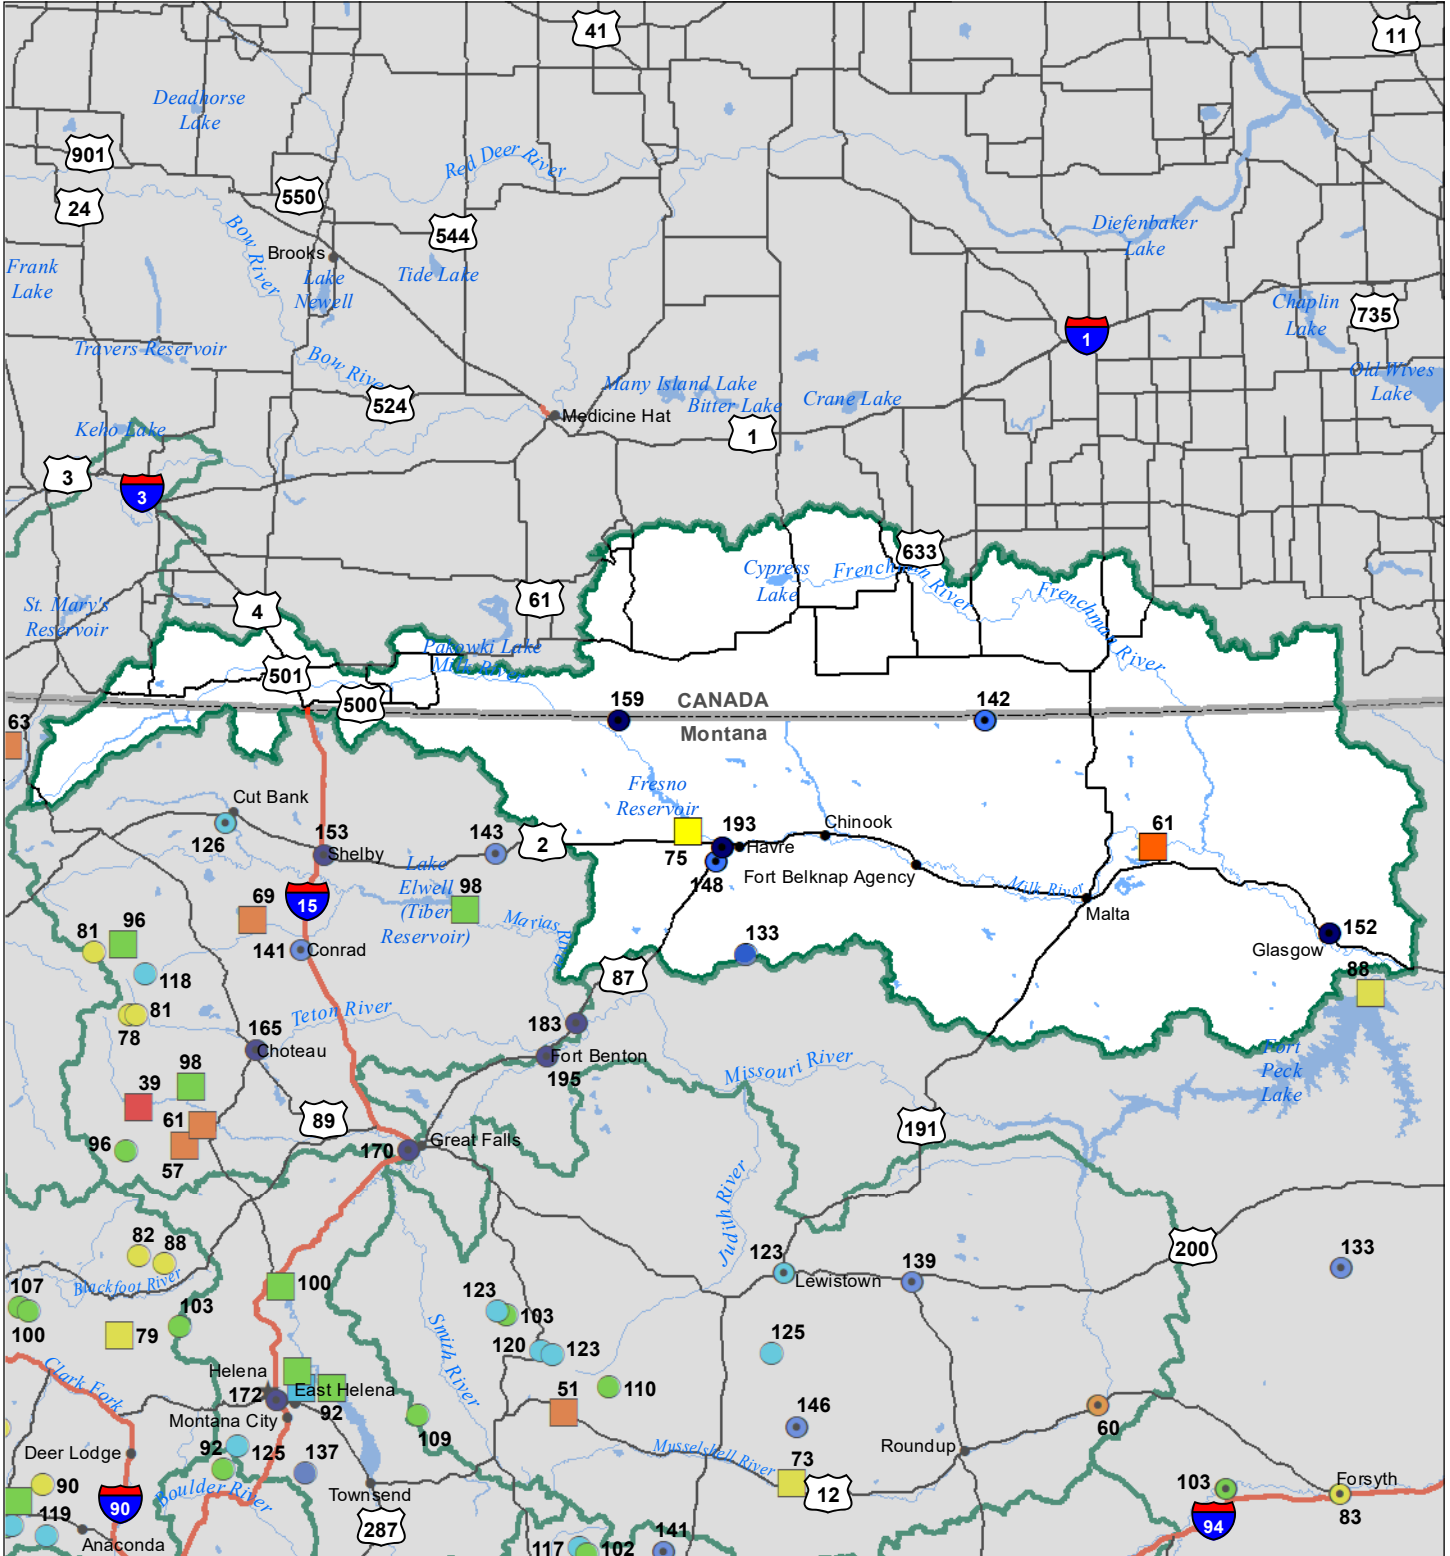 41
11
Deadhorse
Lake
901
Red Deer River
550
24
544
Bow River
Diefenbaker
Lake
Brooks
Frank
Lake
Lake
Newell
Tide Lake
Chaplin
Lake
735
1
Travers Reservoir
Bow River
Many Island Lake
Old Wives
Lake
524
Bitter Lake
Crane Lake
Medicine Hat
Keho Lake
1
3
3
633
Cypress
Lake
Frenchman River
Frenchman River
61
4
St. Mary's
Reservoir
Pakowki Lake
Milk River
501
500
159
CANADA
142
63
Montana
Fresno
Reservoir
Cut Bank
193
Chinook
61
126
153
143
2
Shelby
75
Havre
148
Lake
Elwell
(Tiber
Reservoir)
98
Fort Belknap Agency
Milk River
15
69
Marias River
Malta
81
96
141
Conrad
133
152
Glasgow
118
87
88
81
78
Teton River
183
165
Choteau
Fort Benton
195
Missouri River
Fort
Peck
Lake
98
39
61
89
191
96
57
170
Great Falls
Judith River
82
88
123
139
200
133
Blackfoot River
Lewistown
107
100
100
103
123
103
Smith River
79
120
123
125
Clark Fork
Helena
172
East Helena
92
51
110
Montana City
109
146
60
Deer Lodge
92
125
137
Musselshell River
Roundup
90
73
12
103
Forsyth
90
Boulder River
Townsend
119
287
94
83
Anaconda
117
102
141